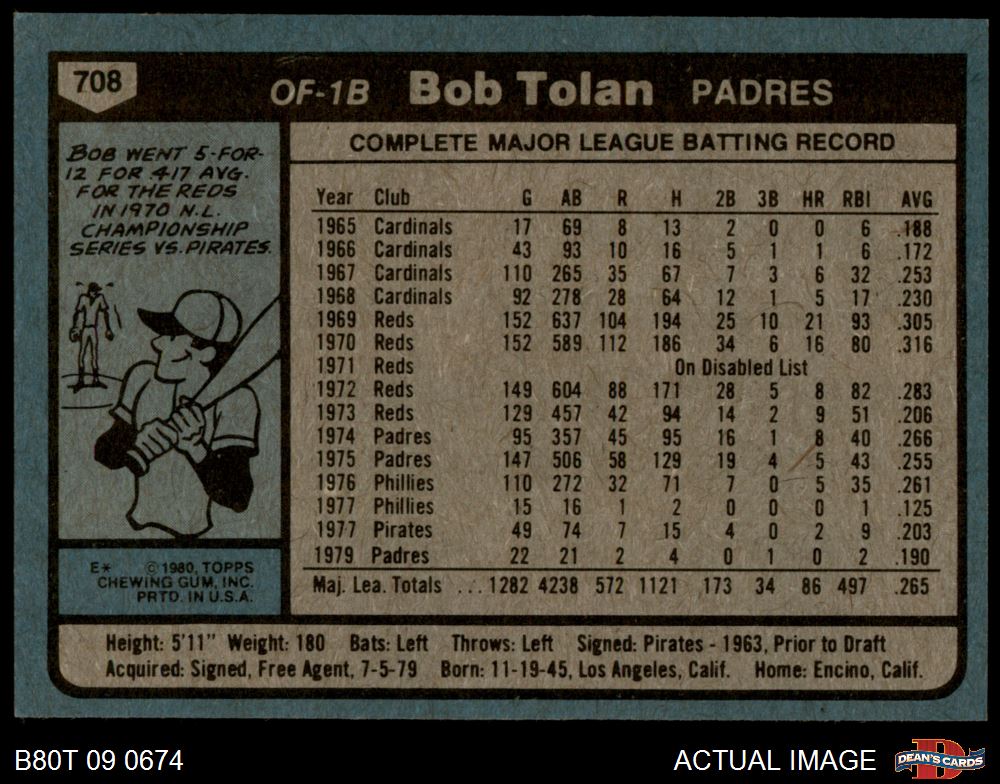 708 OF-1B Bob Tolan PADRES
BOB WENT 5-FOR-
12 FOR .417 AVG.
FOR THE REDS
IN 1970 N.L.
CHAMPIONSHIP
SERIES VS. PIRATES.
E* ©1980, TOPPS
CHEWING GUM, INC.
PRTD. IN U.S.A.
COMPLETE MAJOR LEAGUE BATTING RECORD
Year Club G AB R H 2B 3B HR RBI AVG
1965 Cardinals 17 69 8 13 2 0 0 6 .188
1966 Cardinals 43 93 10 16 5 1 1 6 .172
1967 Cardinals 110 265 35 67 7 3 6 32 .253
1968 Cardinals 92 278 28 64 12 1 5 17 .230
1969 Reds 152 637 104 194 25 10 21 93 .305
1970 Reds 152 589 112 186 34 6 16 80 .316
1971 Reds On Disabled List
1972 Reds 149 604 88 171 28 5 8 82 .283
1973 Reds 129 457 42 94 14 2 9 51 .206
1974 Padres 95 357 45 95 16 1 8 40 .266
1975 Padres 147 506 58 129 19 4 5 43 .255
1976 Phillies 110 272 32 71 7 0 5 35 .261
1977 Phillies 15 16 1 2 0 0 0 1 .125
1977 Pirates 49 74 7 15 4 0 2 9 .203
1979 Padres 22 21 2 4 0 1 0 2 .190
Maj. Lea. Totals ...1282 4238 572 1121 173 34 86 497 .265
Height: 5'11" Weight: 180 Bats: Left Throws: Left Signed: Pirates - 1963, Prior to Draft
Acquired: Signed, Free Agent, 7-5-79 Born: 11-19-45, Los Angeles, Calif. Home: Encino, Calif.
B80T 09 0674 ACTUAL IMAGE DEAN'S CARDS